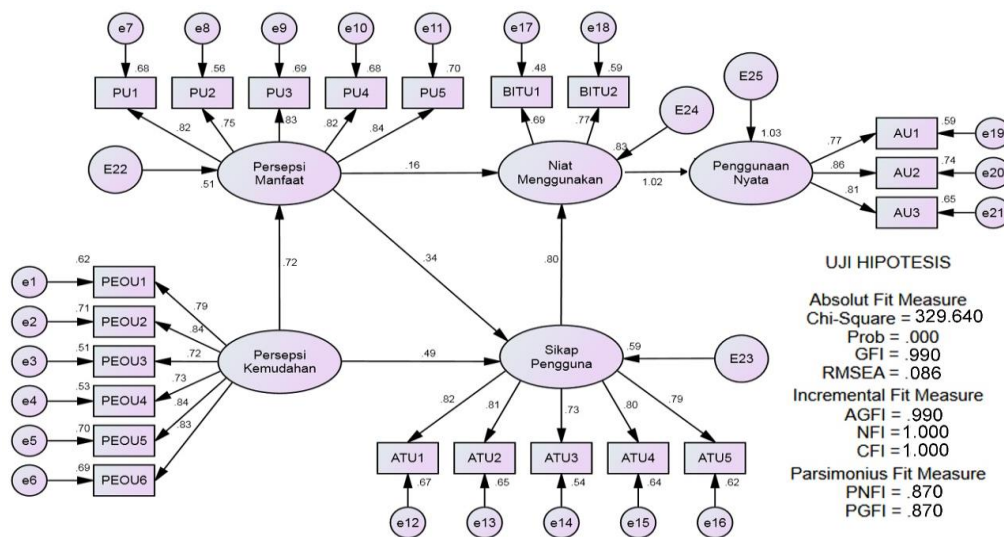 e7 e8 e9 e10 e11 e17 e18
.68 .56 .69 .68 .70 .48 .59
PU1 PU2 PU3 PU4 PU5 BITU1 BITU2
E25
E24
.82 .75 .83 .82 .84 .69 .77
.83 1.03
.77 AU1 .59 e19
E22 .51
Persepsi
Manfaat
.16
Niat
Menggunakan
1.02
Penggunaan
Nyata
.86 AU2 .74 e20
.81 AU3 .65 e21
.72 .34 .80
e1 .62 PEOU1 .79
e2 .71 PEOU2 .84
e3 .51 PEOU3 .72
e4 .53 PEOU4 .73
e5 .70 PEOU5 .84
e6 .69 PEOU6 .83
Persepsi
Kemudahan
.49
Sikap
Pengguna
.59 E23
.82 .81 .73 .80 .79
ATU1 ATU2 ATU3 ATU4 ATU5
.67 .65 .54 .64 .62
e12 e13 e14 e15 e16
UJI HIPOTESIS
Absolut Fit Measure
Chi-Square = 329.640
Prob = .000
GFI = .990
RMSEA = .086
Incremental Fit Measure
AGFI = .990
NFI = 1.000
CFI = 1.000
Parsimonius Fit Measure
PNFI = .870
PGFI = .870